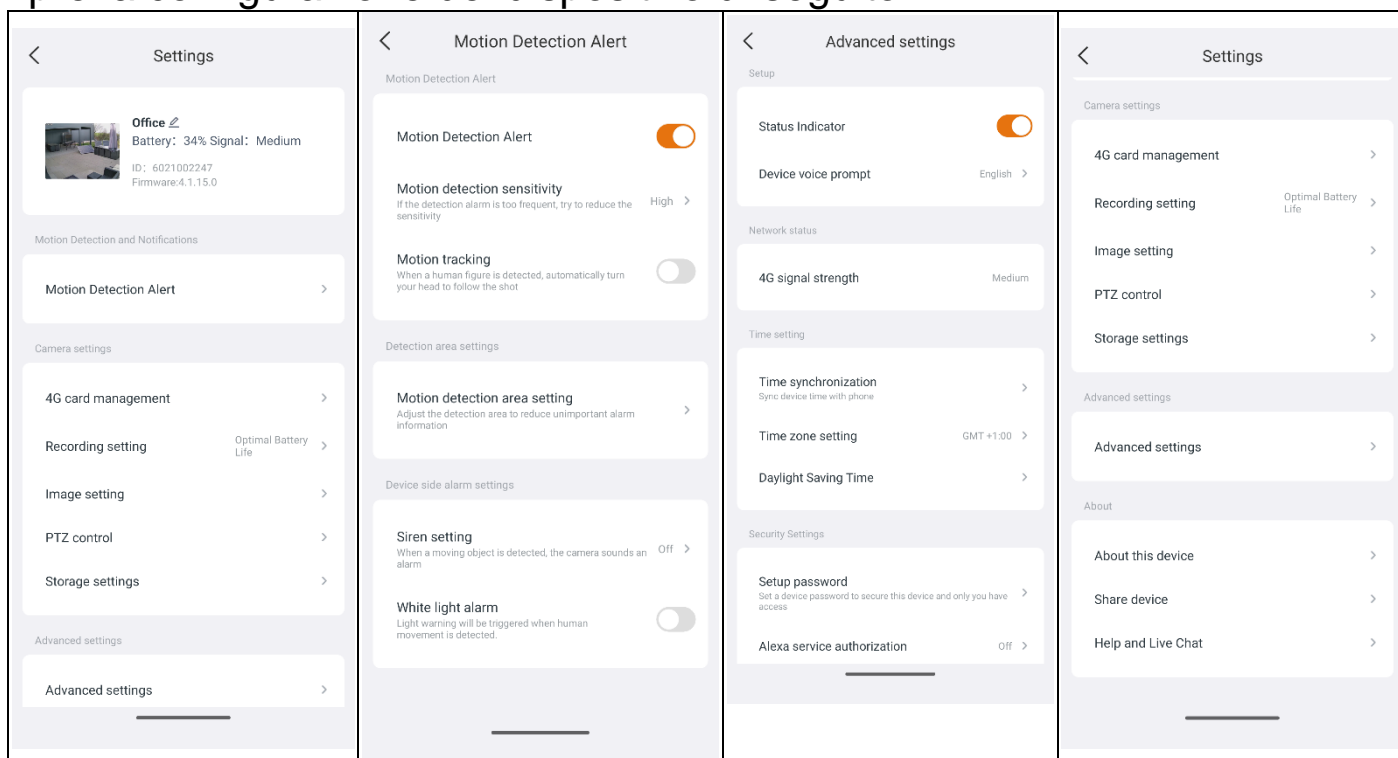 Settings
Office
Battery: 34% Signal: Medium
ID: 6021002247
Firmware:4.1.15.0
Motion Detection and Notifications
Motion Detection Alert
Camera settings
4G card management
Recording setting
Optimal Battery
Life
Image setting
PTZ control
Storage settings
Advanced settings
Advanced settings
Motion Detection Alert
Motion Detection Alert
Motion Detection Alert
Motion detection sensitivity
If the detection alarm is too frequent, try to reduce the
sensitivity
High
Motion tracking
When a human figure is detected, automatically turn
your head to follow the shot
Detection area settings
Motion detection area setting
Adjust the detection area to reduce unimportant alarm
information
Device side alarm settings
Siren setting
When a moving object is detected, the camera sounds an
alarm
Off
White light alarm
Light warning will be triggered when human
movement is detected.
Advanced settings
Setup
Status Indicator
Device voice prompt
English
Network status
4G signal strength
Medium
Time setting
Time synchronization
Sync device time with phone
Time zone setting
GMT +1:00
Daylight Saving Time
Security Settings
Setup password
Set a device password to secure this device and only you have
access
Alexa service authorization
Off
Settings
Camera settings
4G card management
Recording setting
Optimal Battery
Life
Image setting
PTZ control
Storage settings
Advanced settings
Advanced settings
About
About this device
Share device
Help and Live Chat